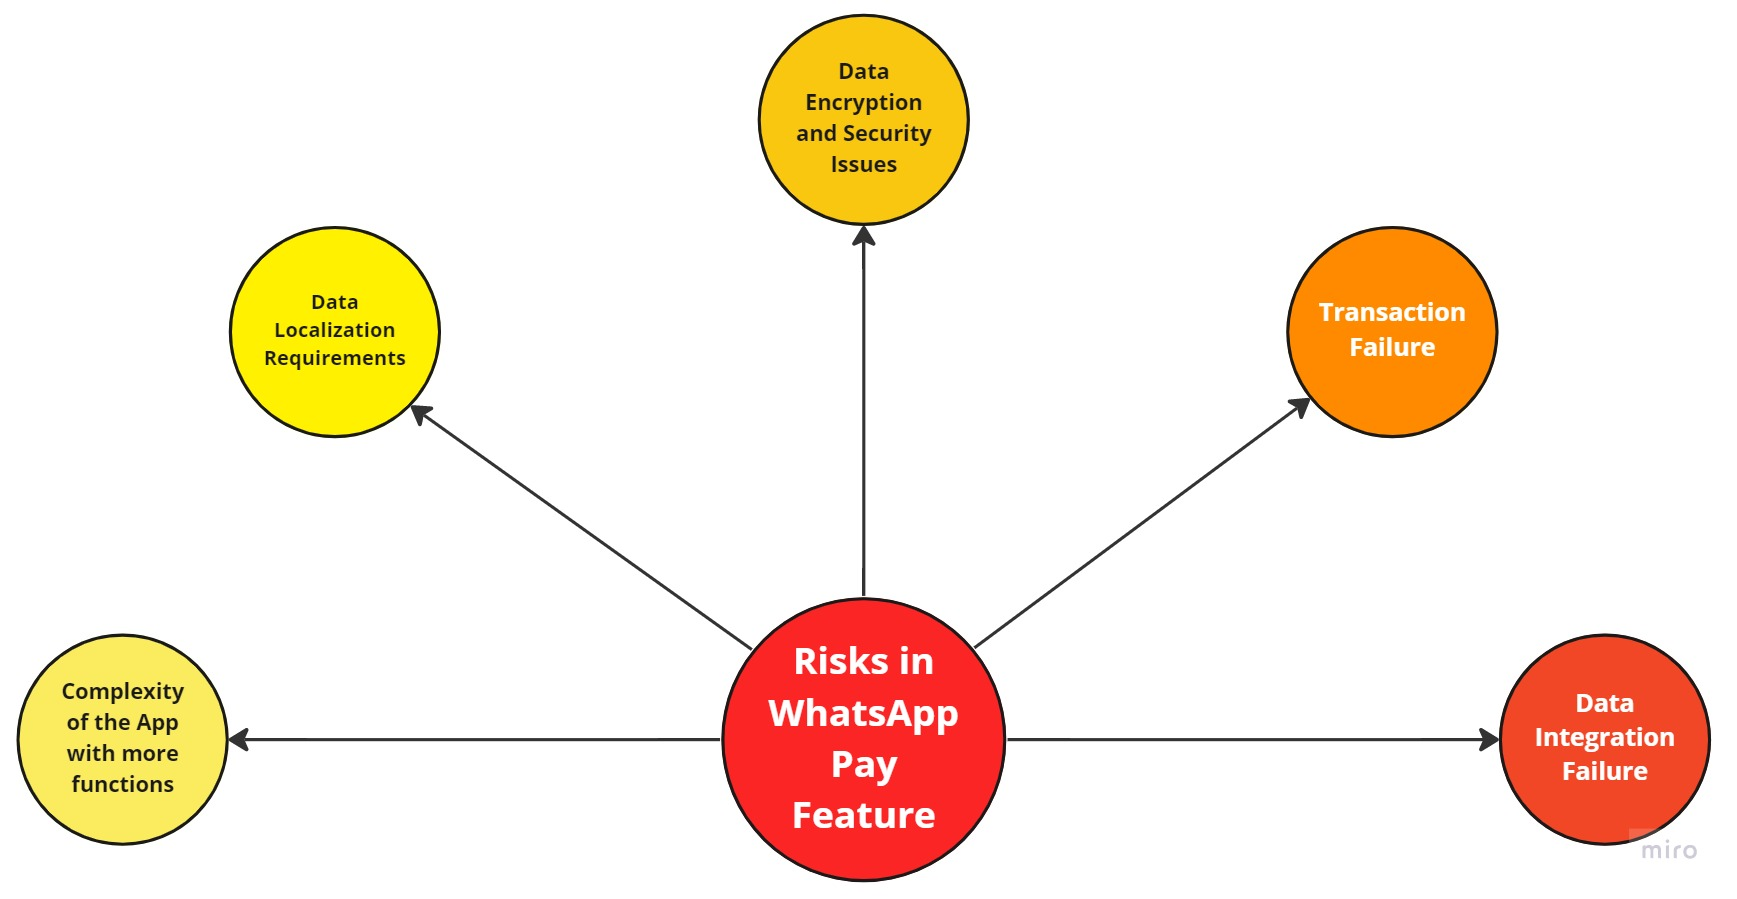 Data
Encryption
and Security
Issues
Data
Localization
Requirements
Transaction
Failure
Risks in
WhatsApp
Pay
Feature
Complexity
of the App
with more
functions
Data
Integration
Failure
miro